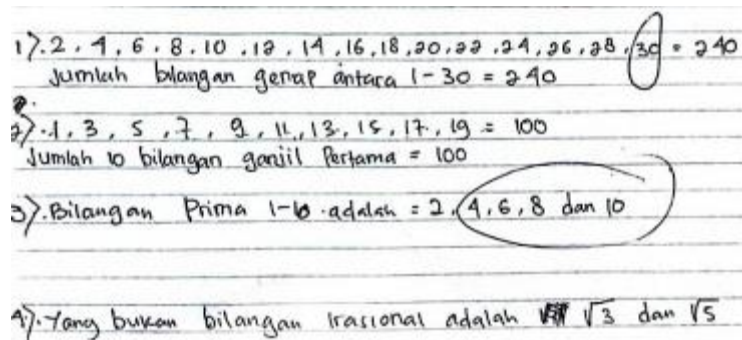 1). 2, 4, 6, 8, 10, 12, 14, 16, 18, 20, 22, 24, 26, 28, 30 = 240
Jumlah bilangan genap antara 1 - 30 = 240
2). 1, 3, 5, 7, 9, 11, 13, 15, 17, 19 = 100
Jumlah 10 bilangan ganjil Pertama = 100
3). Bilangan Prima 1-10 adalah = 2, 4, 6, 8 dan 10
4). Yang bukan bilangan irasional adalah √3 dan √5